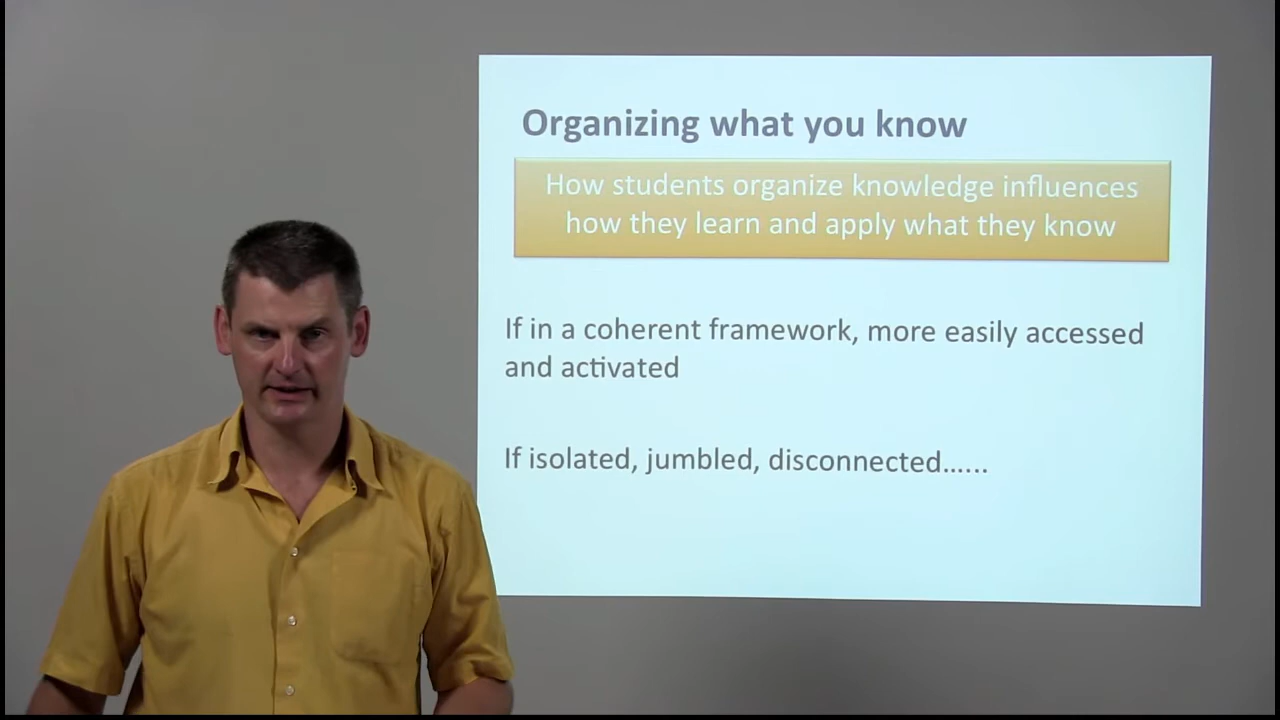 Organizing what you know
How students organize knowledge influences
how they learn and apply what they know
If in a coherent framework, more easily accessed
and activated
If isolated, jumbled, disconnected…...